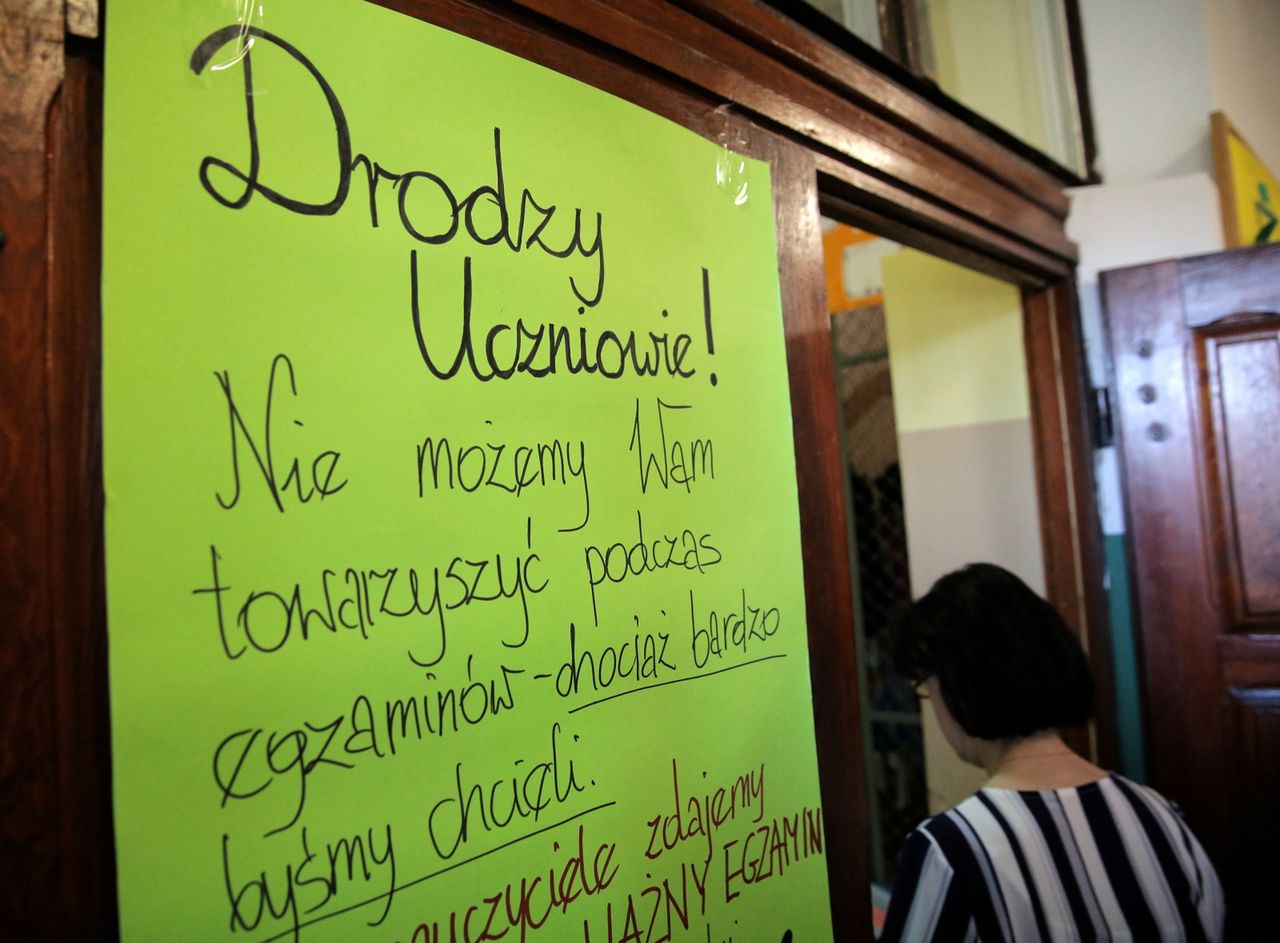 Drodzy
Uczniowie!
Nie możemy Wam
towarzyszyć podczas
egzaminów - chociaż bardzo
byśmy chcieli.
zdajemy
EGZAMIN